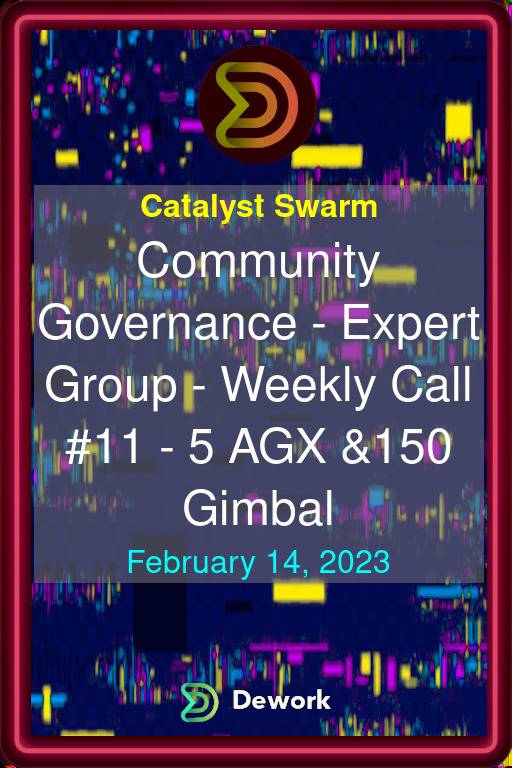 Catalyst Swarm
Community
Governance - Expert
Group - Weekly Call
#11 - 5 AGX &150
Gimbal
February 14, 2023
Dework